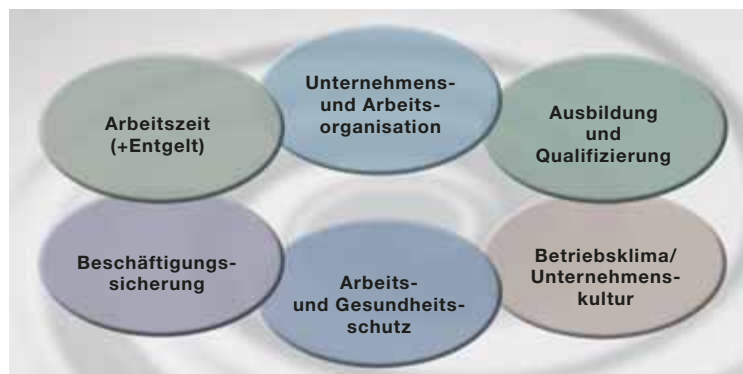 Arbeitszeit
(+Entgelt)
Unternehmens-
und Arbeits-
organisation
Ausbildung
und
Qualifizierung
Beschäftigungs-
sicherung
Arbeits-
und Gesundheits-
schutz
Betriebsklima/
Unternehmens-
kultur